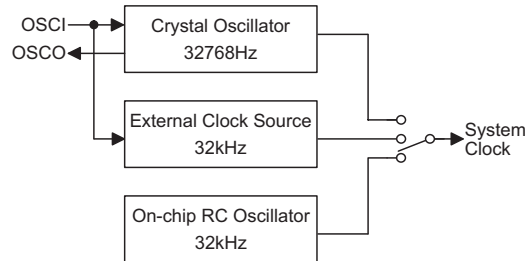 OSCI
OSCO
Crystal Oscillator
32768Hz
External Clock Source
32kHz
On-chip RC Oscillator
32kHz
System
Clock